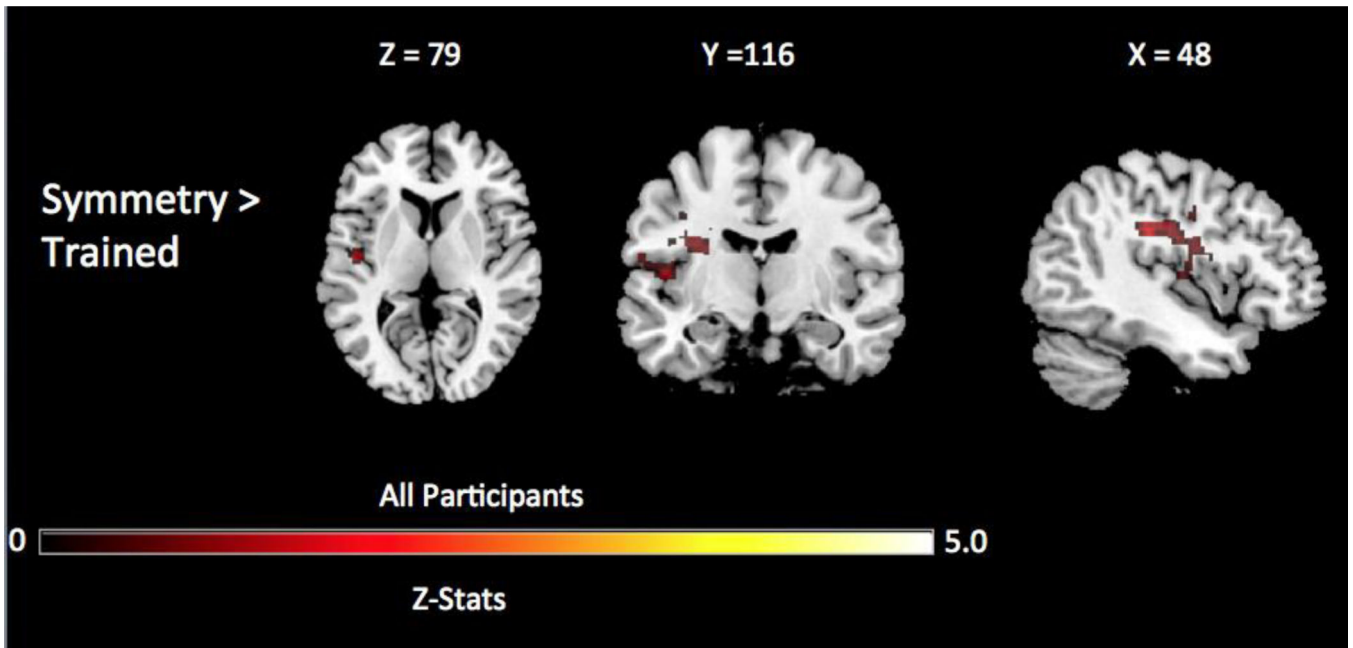 Z = 79
Y =116
X = 48
Symmetry >
Trained
All Participants
0
5.0
Z-Stats